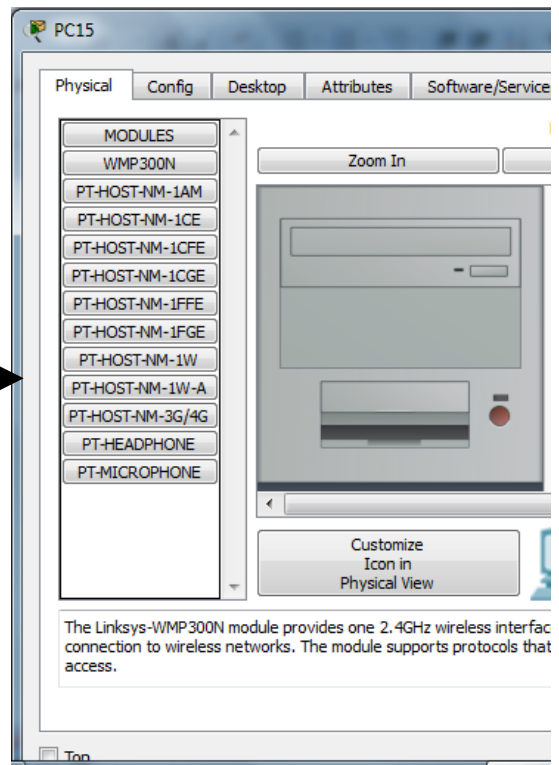 PC15
Physical Config Desktop Attributes Software/Service
MODULES
WMP300N
PT-HOST-NM-1AM
PT-HOST-NM-1CE
PT-HOST-NM-1CFE
PT-HOST-NM-1CGE
PT-HOST-NM-1FFE
PT-HOST-NM-1FGE
PT-HOST-NM-1W
PT-HOST-NM-1W-A
PT-HOST-NM-3G/4G
PT-HEADPHONE
PT-MICROPHONE
Zoom In
Customize
Icon in
Physical View
The Linksys-WMP300N module provides one 2.4GHz wireless interfac
connection to wireless networks. The module supports protocols that
access.
Top